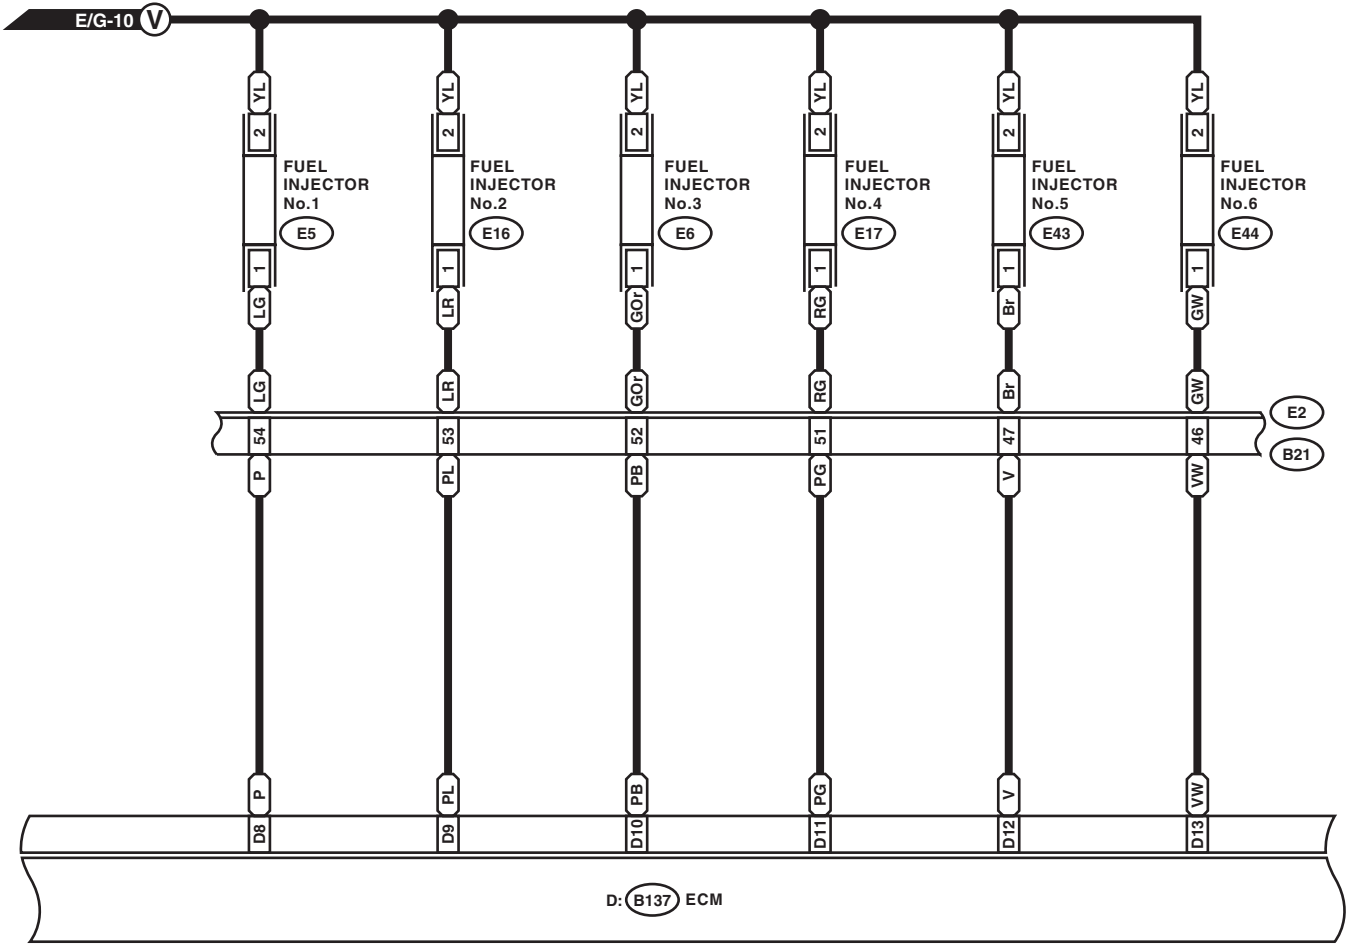 E/G-10 V
YL YL YL YL YL YL
2 2 2 2 2 2
FUEL
INJECTOR
No.1
E5
FUEL
INJECTOR
No.2
E16
FUEL
INJECTOR
No.3
E6
FUEL
INJECTOR
No.4
E17
FUEL
INJECTOR
No.5
E43
FUEL
INJECTOR
No.6
E44
1 1 1 1 1 1
LG LR GOr RG Br GW
LG LR GOr RG Br GW
E2
54 53 52 51 47 46
B21
P PL PB PG V VW
P PL PB PG V VW
D8 D9 D10 D11 D12 D13
D: B137 ECM